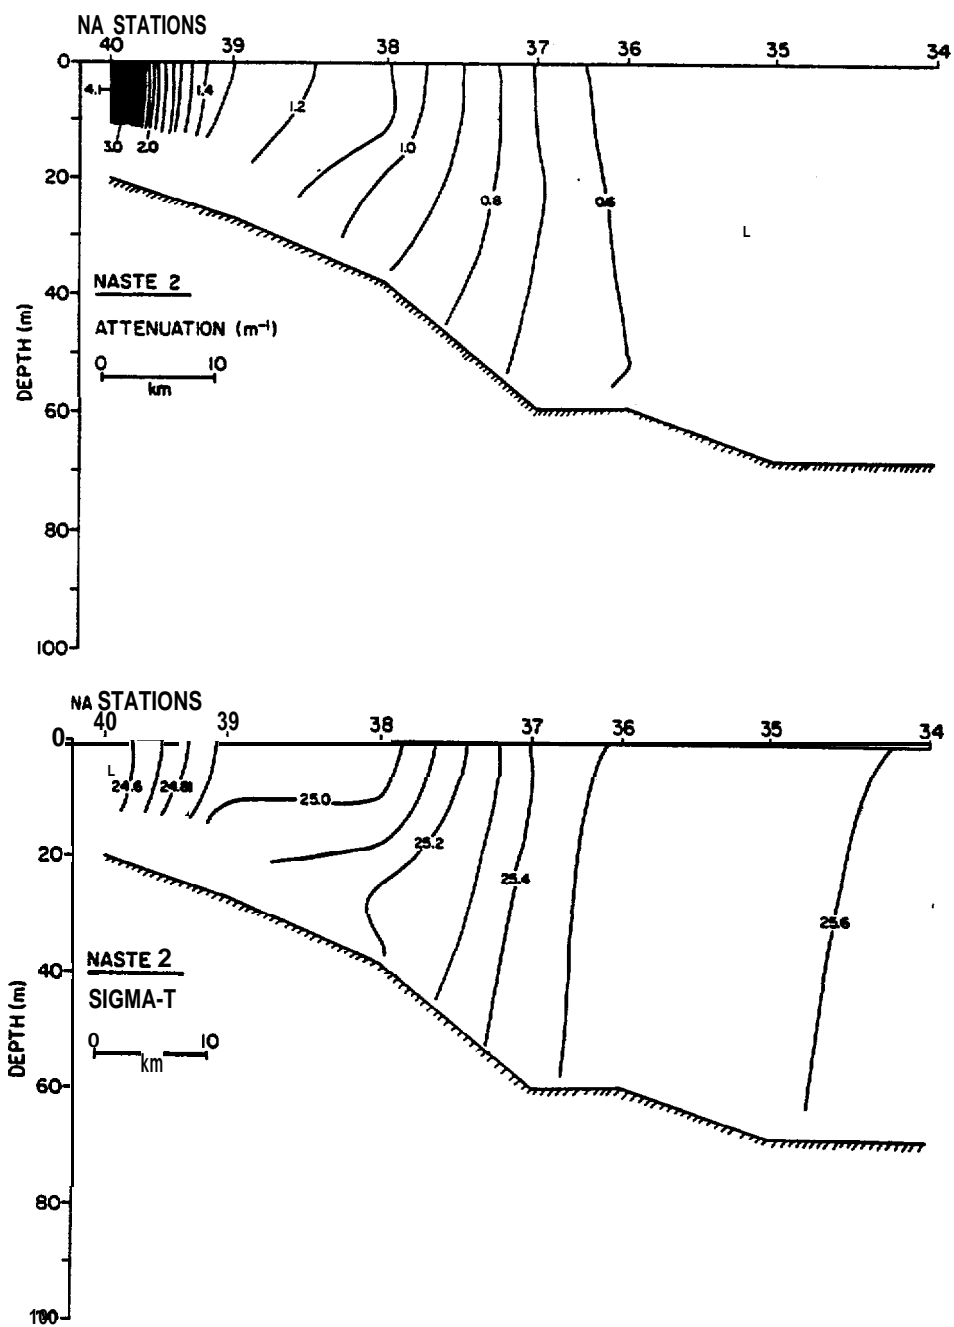 NA STATIONS
40 39 38 37 36 35 34
0
4.1 1.4 1.2
3.0 2.0 1.0
20
0.8 0.6
L
NASTE 2
40
ATTENUATION (m⁻¹)
0 10
km
DEPTH (m)
60
80
100
NA STATIONS
40 39 38 37 36 35 34
0
L
24.6 24.81 25.0
25.2
20
25.4
25.6
NASTE 2
40
SIGMA-T
0 10
km
DEPTH (m)
60
80
100